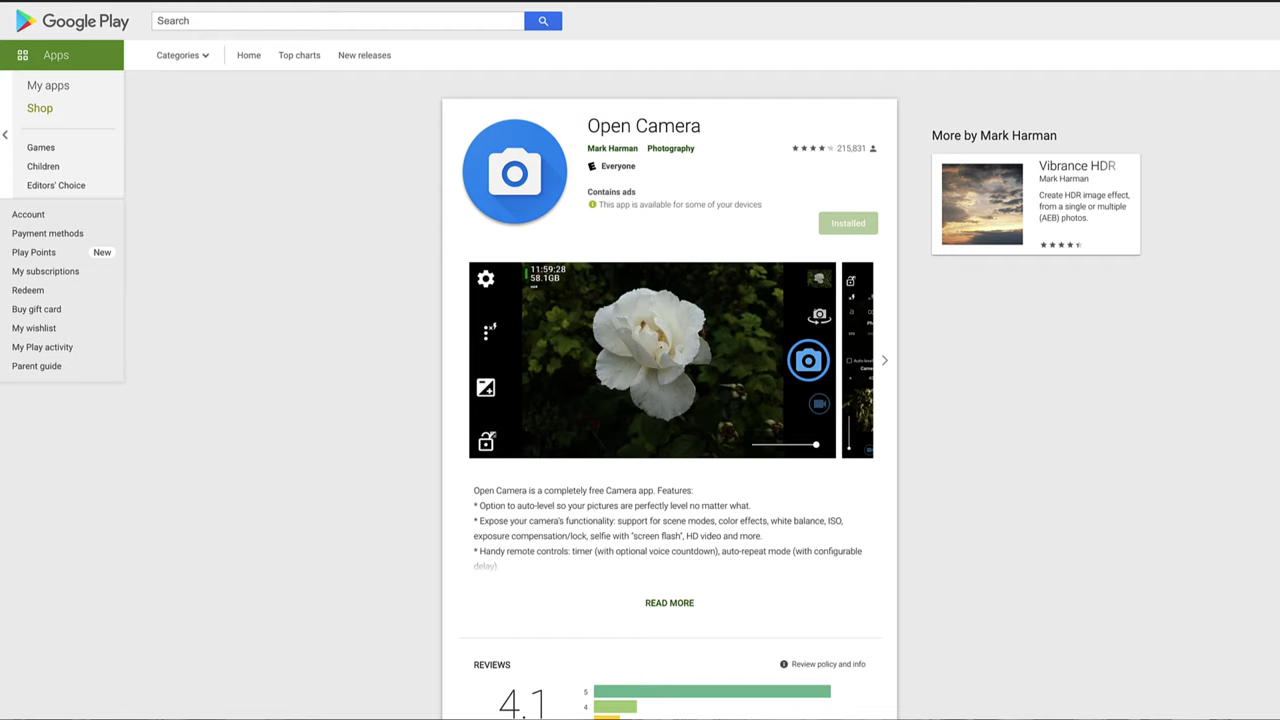 Google Play
Search
Apps
Categories
Home
Top charts
New releases
My apps
Shop
Games
Children
Editors' Choice
Account
Payment methods
Play Points
New
My subscriptions
Redeem
Buy gift card
My wishlist
My Play activity
Parent guide
Open Camera
Mark Harman Photography
215,831
E Everyone
Contains ads
This app is available for some of your devices
Installed
11:59:28
58.1GB
Open Camera is a completely free Camera app. Features:
* Option to auto-level so your pictures are perfectly level no matter what.
* Expose your camera's functionality: support for scene modes, color effects, white balance, ISO,
exposure compensation/lock, selfie with "screen flash", HD video and more.
* Handy remote controls: timer (with optional voice countdown), auto-repeat mode (with configurable
delay).
READ MORE
REVIEWS
Review policy and info
4.1
5
4
More by Mark Harman
Vibrance HDR
Mark Harman
Create HDR image effect,
from a single or multiple
(AEB) photos.